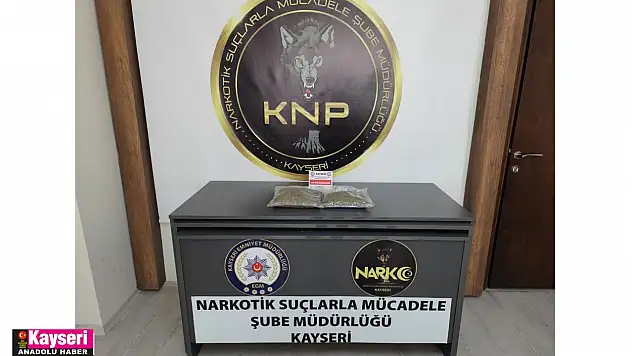 NARKOTİK SUÇLARLA MÜCADELE ŞUBE MÜDÜRLÜĞÜ
KNP
KAYSERİ
KAYSERİ EMNİYET MÜDÜRLÜĞÜ
EGM
NARKO
KAYSERİ
NARKOTİK SUÇLARLA MÜCADELE
ŞUBE MÜDÜRLÜĞÜ
KAYSERİ
Kayseri
ANADOLU HABER